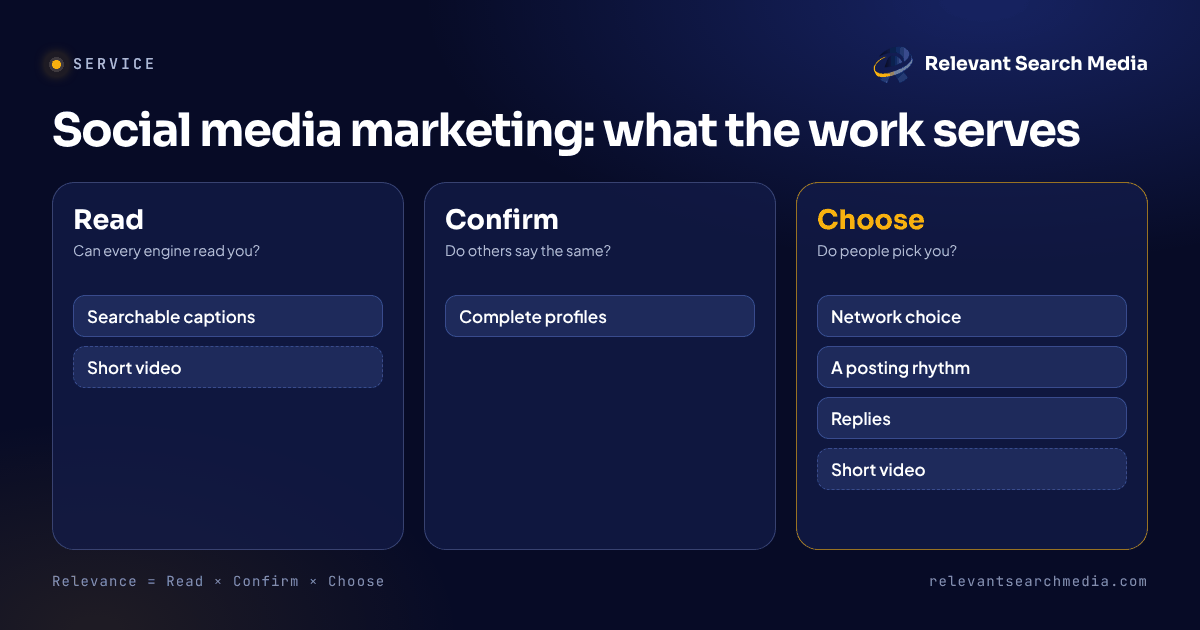 SERVICE
Relevant Search Media
Social media marketing: what the work serves
Read
Can every engine read you?
Searchable captions
Short video
Confirm
Do others say the same?
Complete profiles
Choose
Do people pick you?
Network choice
A posting rhythm
Replies
Short video
Relevance = Read × Confirm × Choose
relevantsearchmedia.com